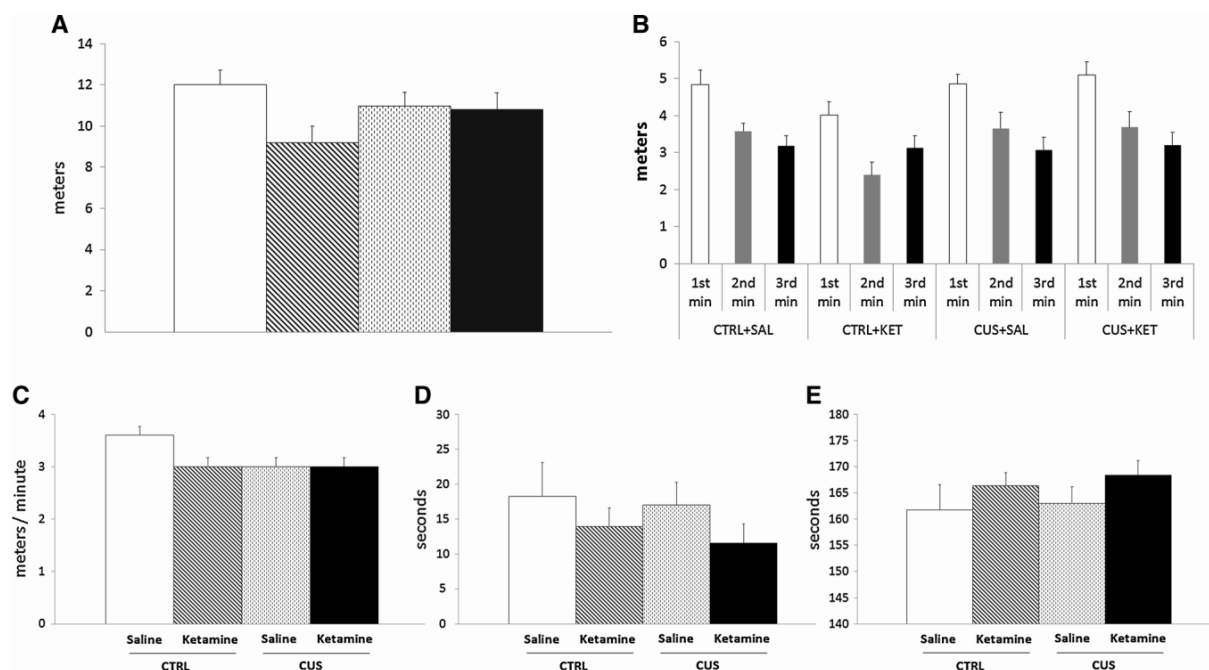 A
14
12
10
8
6
4
2
0
meters
B
6
5
4
3
2
1
0
meters
1st 2nd 3rd 1st 2nd 3rd 1st 2nd 3rd 1st 2nd 3rd
min min min min min min min min min min min min
CTRL+SAL CTRL+KET CUS+SAL CUS+KET
C
4
3
2
1
0
meters / minute
Saline Ketamine Saline Ketamine
CTRL CUS
D
30
25
20
15
10
5
0
seconds
Saline Ketamine Saline Ketamine
CTRL CUS
E
180
175
170
165
160
155
150
145
140
seconds
Saline Ketamine Saline Ketamine
CTRL CUS